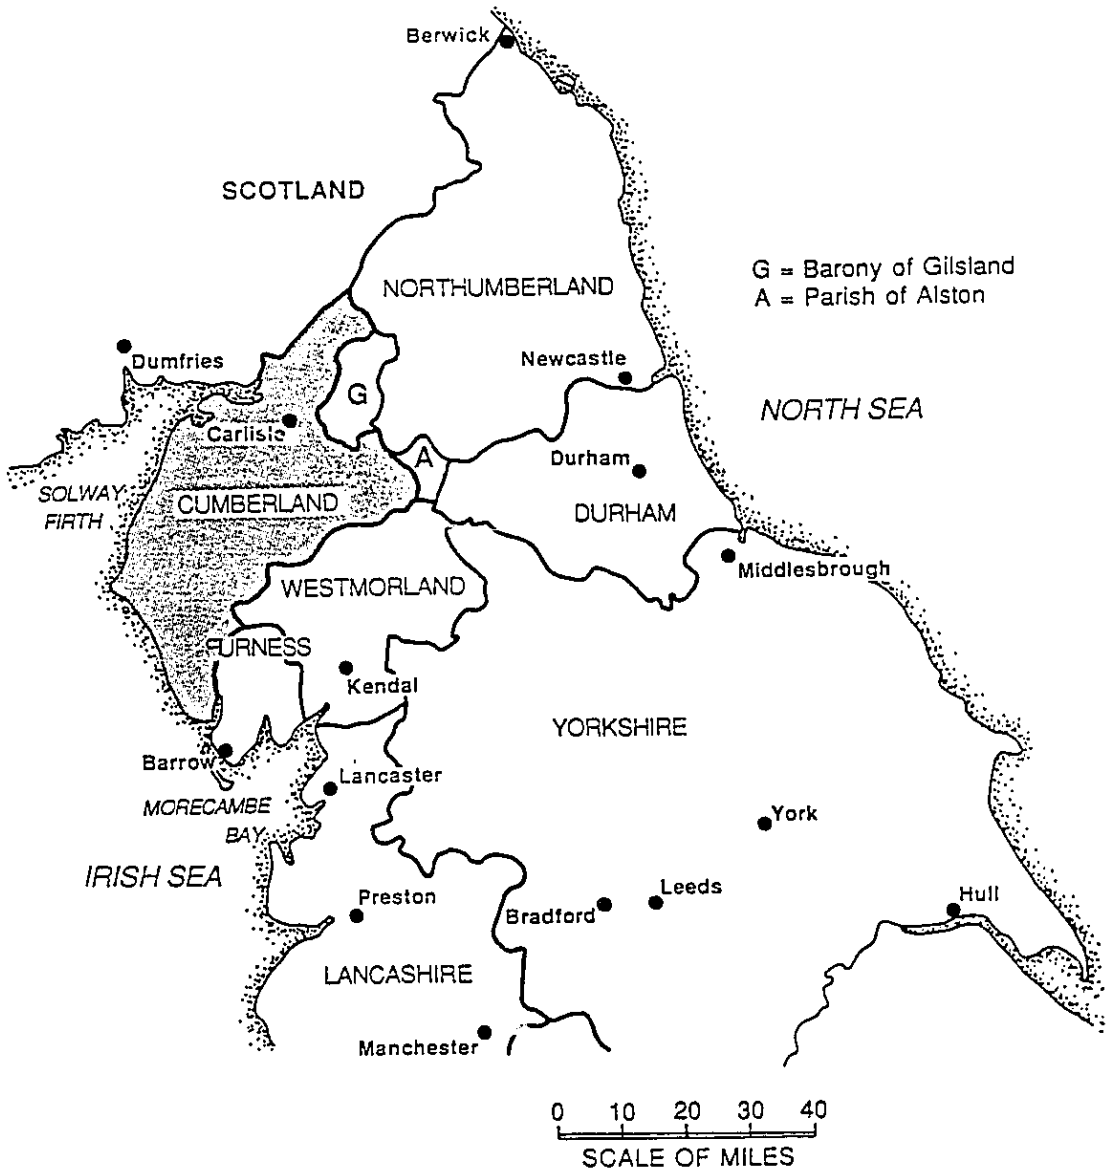 Berwick
SCOTLAND
NORTHUMBERLAND
G = Barony of Gilsland
A = Parish of Alston
Dumfries
Newcastle
G
NORTH SEA
Carlisle
A
Durham
SOLWAY
FIRTH
CUMBERLAND
DURHAM
Middlesbrough
WESTMORLAND
FURNESS
Kendal
YORKSHIRE
Barrow
Lancaster
MORECAMBE
BAY
York
IRISH SEA
Preston
Bradford
Leeds
Hull
LANCASHIRE
Manchester
0 10 20 30 40
SCALE OF MILES